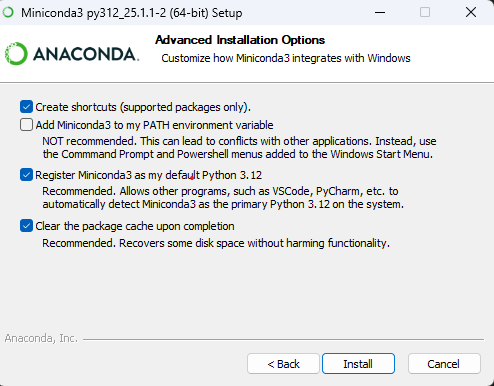 Miniconda3 py312_25.1.1-2 (64-bit) Setup
ANACONDA.
Advanced Installation Options
Customize how Miniconda3 integrates with Windows
Create shortcuts (supported packages only).
Add Miniconda3 to my PATH environment variable
NOT recommended. This can lead to conflicts with other applications. Instead, use
the Commmand Prompt and Powershell menus added to the Windows Start Menu.
Register Miniconda3 as my default Python 3.12
Recommended. Allows other programs, such as VSCode, PyCharm, etc. to
automatically detect Miniconda3 as the primary Python 3.12 on the system.
Clear the package cache upon completion
Recommended. Recovers some disk space without harming functionality.
Anaconda, Inc.
< Back
Install
Cancel